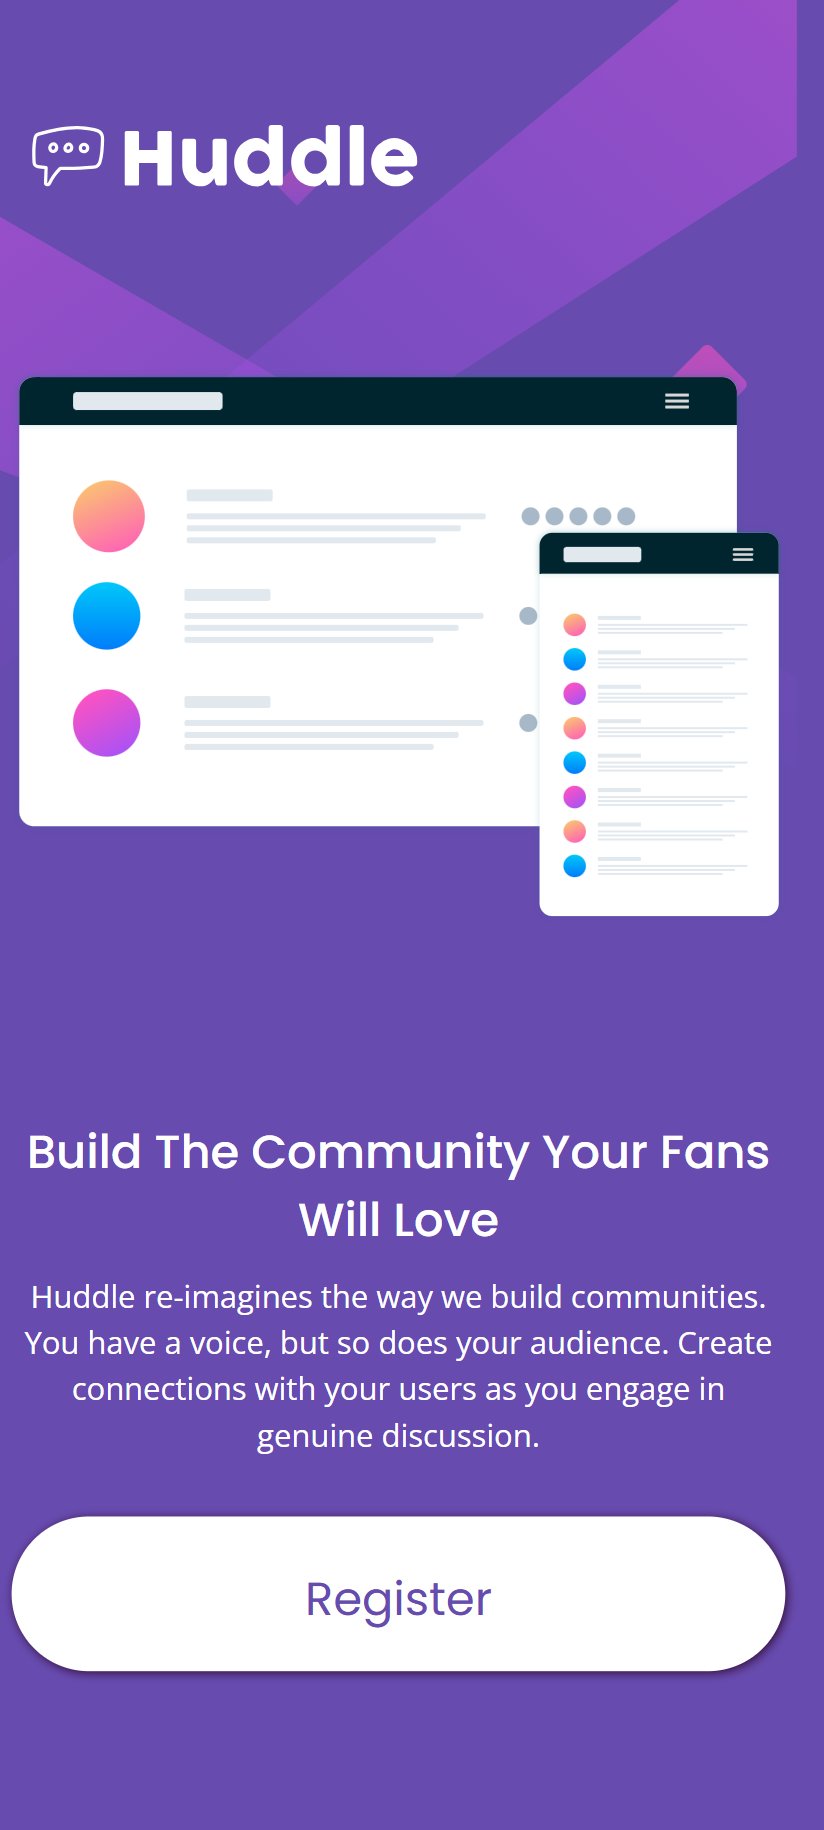 Huddle
Build The Community Your Fans
Will Love
Huddle re-imagines the way we build communities.
You have a voice, but so does your audience. Create
connections with your users as you engage in
genuine discussion.
Register